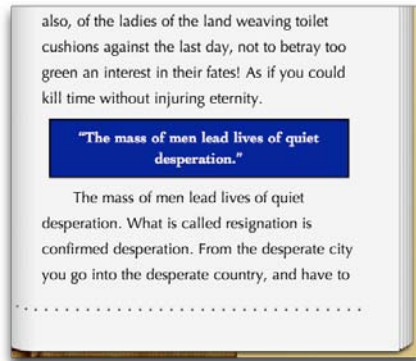 also, of the ladies of the land weaving toilet
cushions against the last day, not to betray too
green an interest in their fates! As if you could
kill time without injuring eternity.
“The mass of men lead lives of quiet
desperation.”
The mass of men lead lives of quiet
desperation. What is called resignation is
confirmed desperation. From the desperate city
you go into the desperate country, and have to